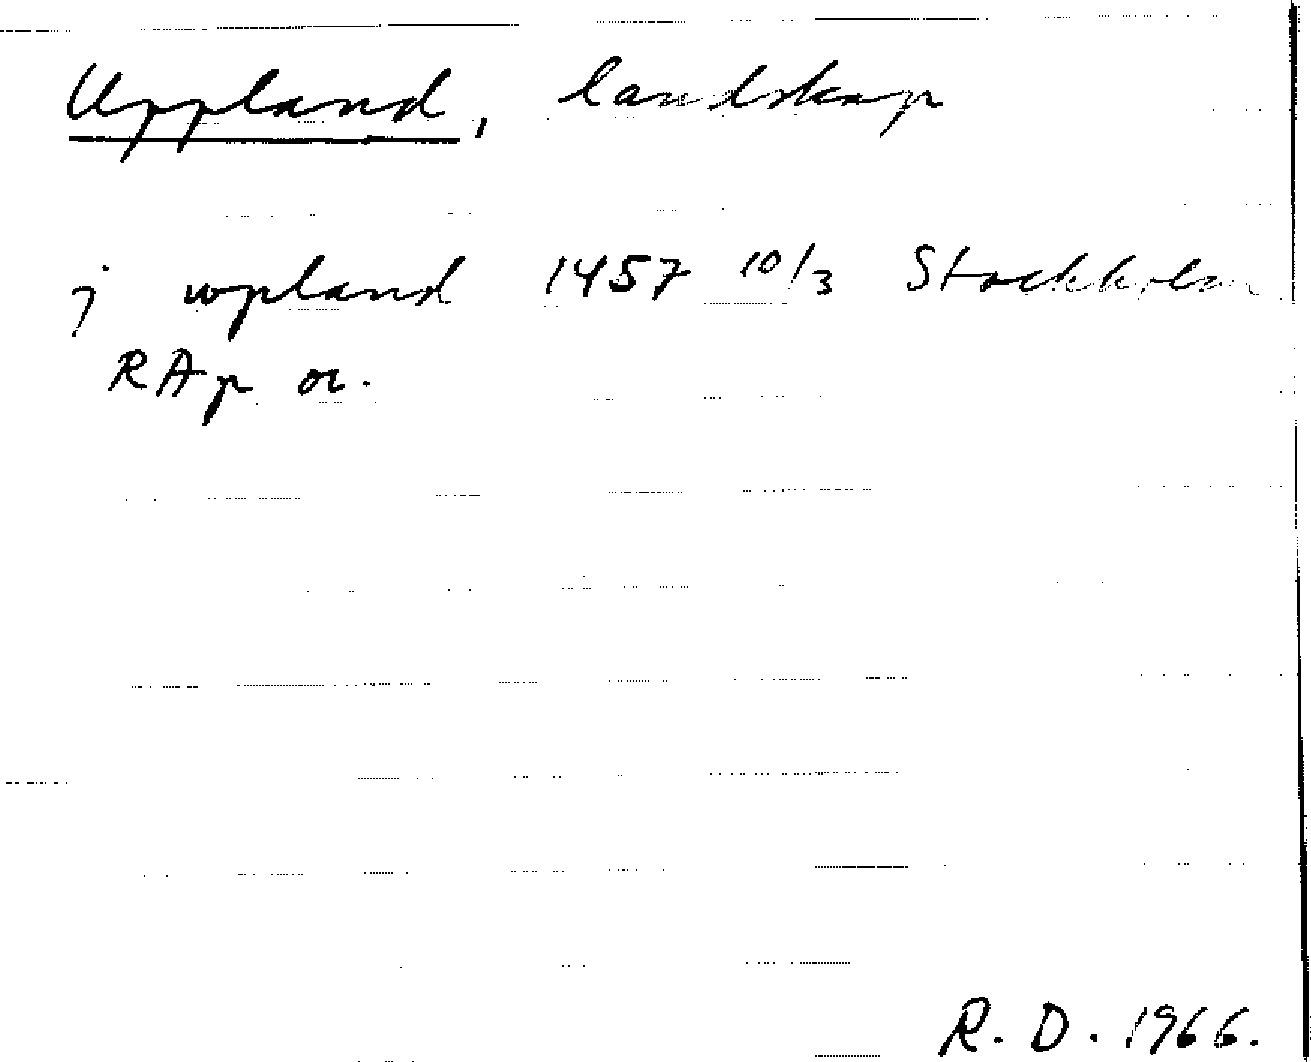 Uppland, landskap
j wpland 1457 10/3 Stockholm
RAp or.
R. D. 1966.